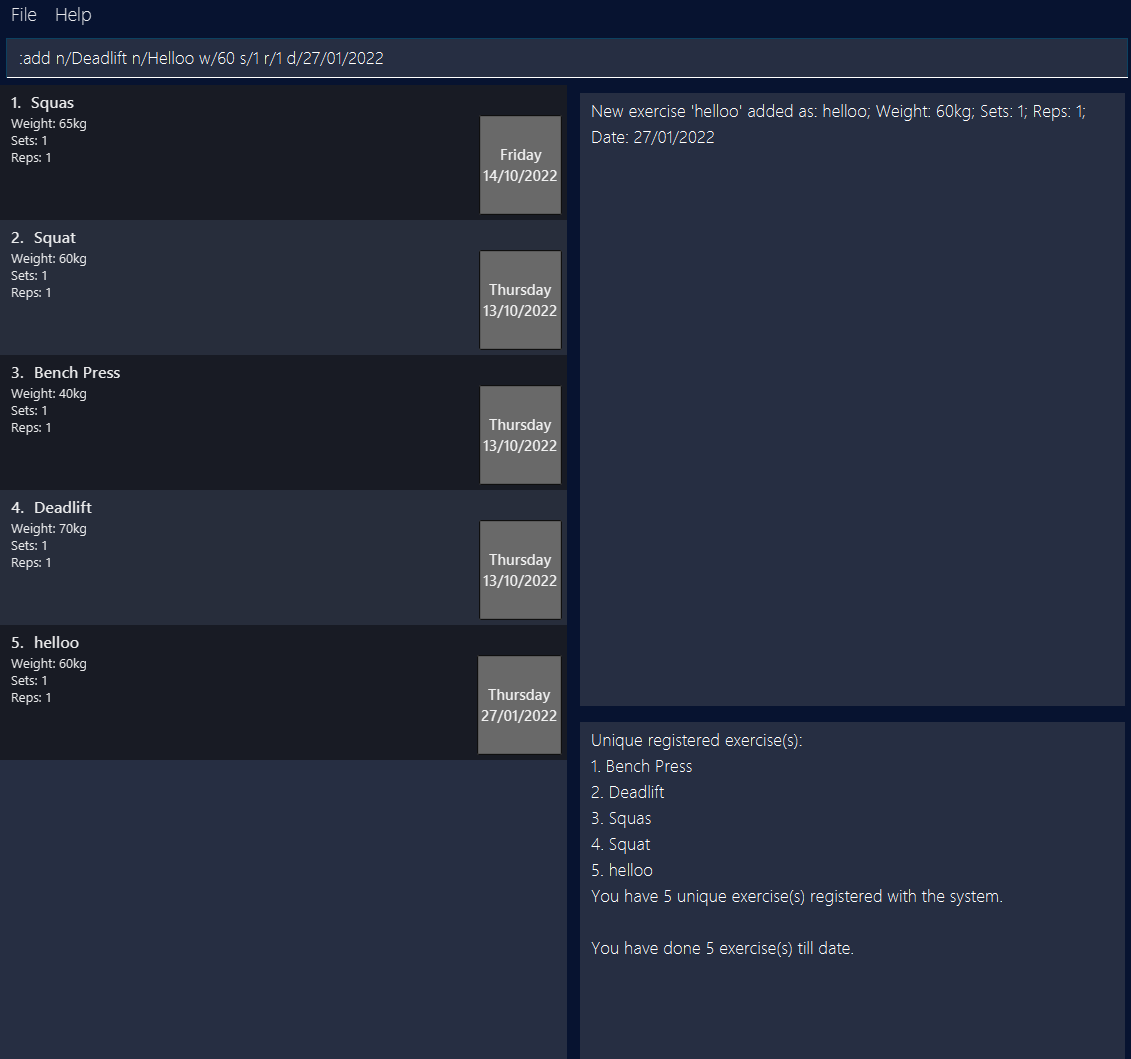 File Help
:add n/Deadlift n/Helloo w/60 s/1 r/1 d/27/01/2022
1. Squas
Weight: 65kg
Sets: 1
Reps: 1
Friday
14/10/2022
2. Squat
Weight: 60kg
Sets: 1
Reps: 1
Thursday
13/10/2022
3. Bench Press
Weight: 40kg
Sets: 1
Reps: 1
Thursday
13/10/2022
4. Deadlift
Weight: 70kg
Sets: 1
Reps: 1
Thursday
13/10/2022
5. helloo
Weight: 60kg
Sets: 1
Reps: 1
Thursday
27/01/2022
New exercise 'helloo' added as: helloo; Weight: 60kg; Sets: 1; Reps: 1;
Date: 27/01/2022
Unique registered exercise(s):
1. Bench Press
2. Deadlift
3. Squas
4. Squat
5. helloo
You have 5 unique exercise(s) registered with the system.
You have done 5 exercise(s) till date.